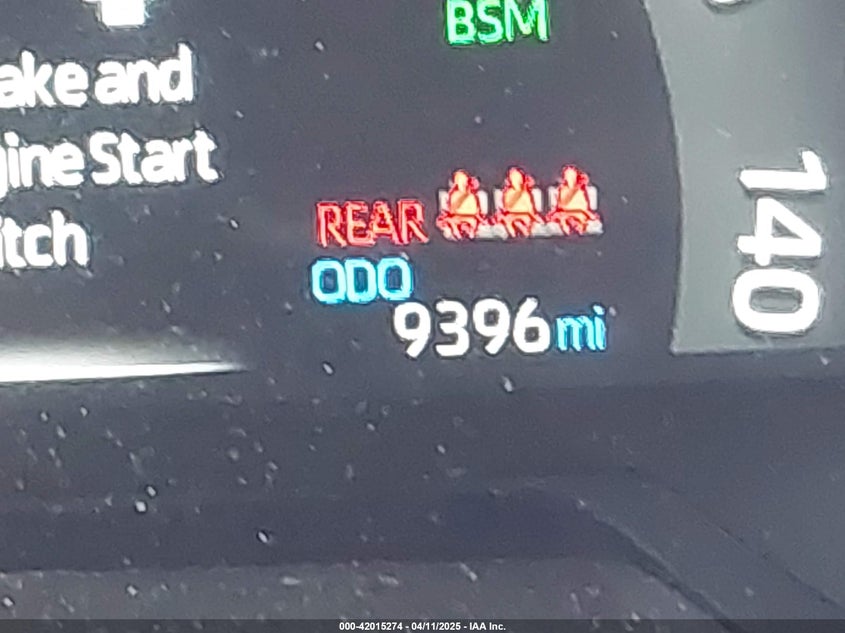 BSM
ake and
gine Start
itch
REAR
ODO
9396 mi
140
000-42015274 - 04/11/2025 - IAA Inc.